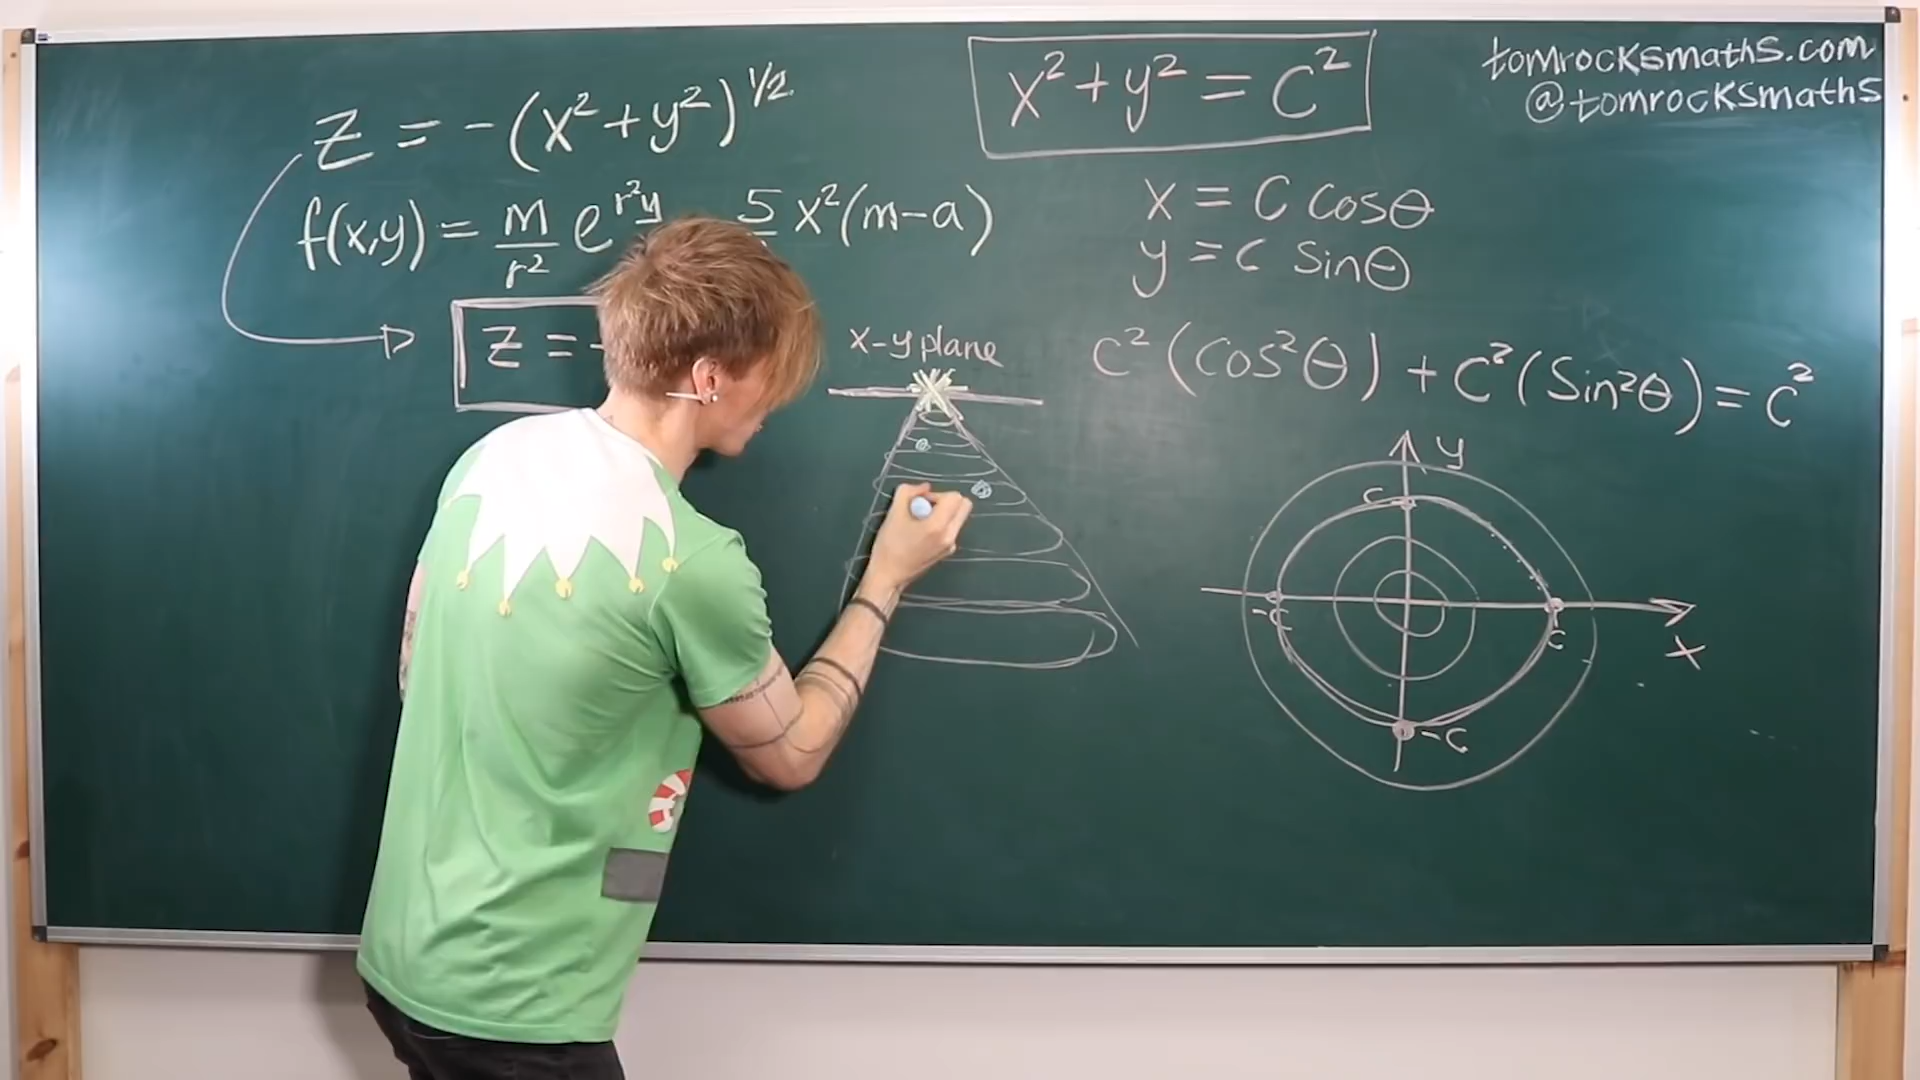 z = -(x²+y²)^1/2
f(x,y) = m/r² e^r²y 5 x²(m-a)
z = -
x-y plane
x²+y² = c²
tomrocksmaths.com
@tomrocksmaths
x = c cosθ
y = c sinθ
c²(cos²θ) + c²(sin²θ) = c²
y
c
-c
c
x
-c